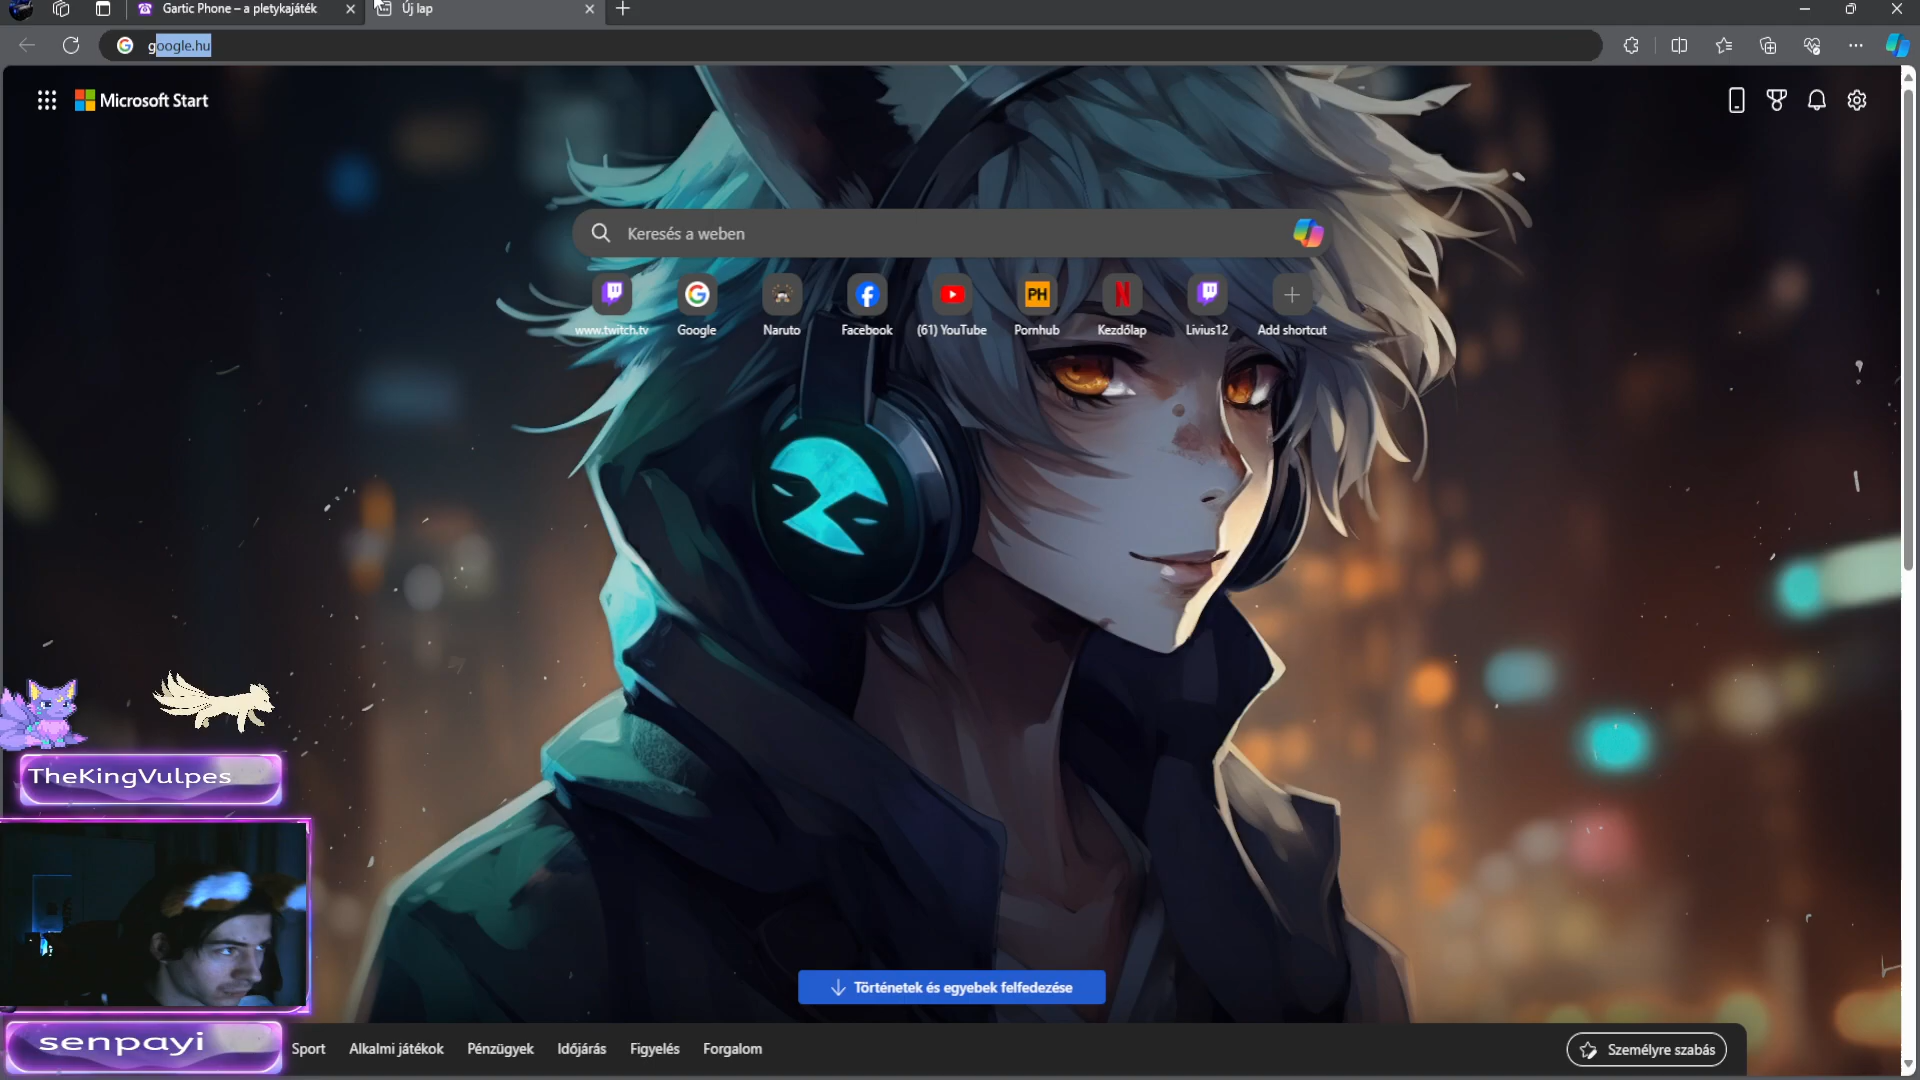 Gartic Phone – a pletykajáték
Új lap
google.hu
Microsoft Start
Keresés a weben
www.twitch.tv
Google
Naruto
Facebook
(61) YouTube
PH
Pornhub
Kezdőlap
Livius12
Add shortcut
TheKingVulpes
Történetek és egyebek felfedezése
senpayi
Sport
Alkalmi játékok
Pénzügyek
Időjárás
Figyelés
Forgalom
Személyre szabás